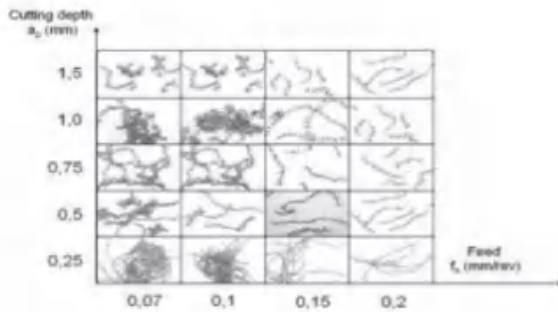 Cutting depth
aₚ (mm)
1,5
1,0
0,75
0,5
0,25
Feed
fₙ (mm/rev)
0,07 0,1 0,15 0,2